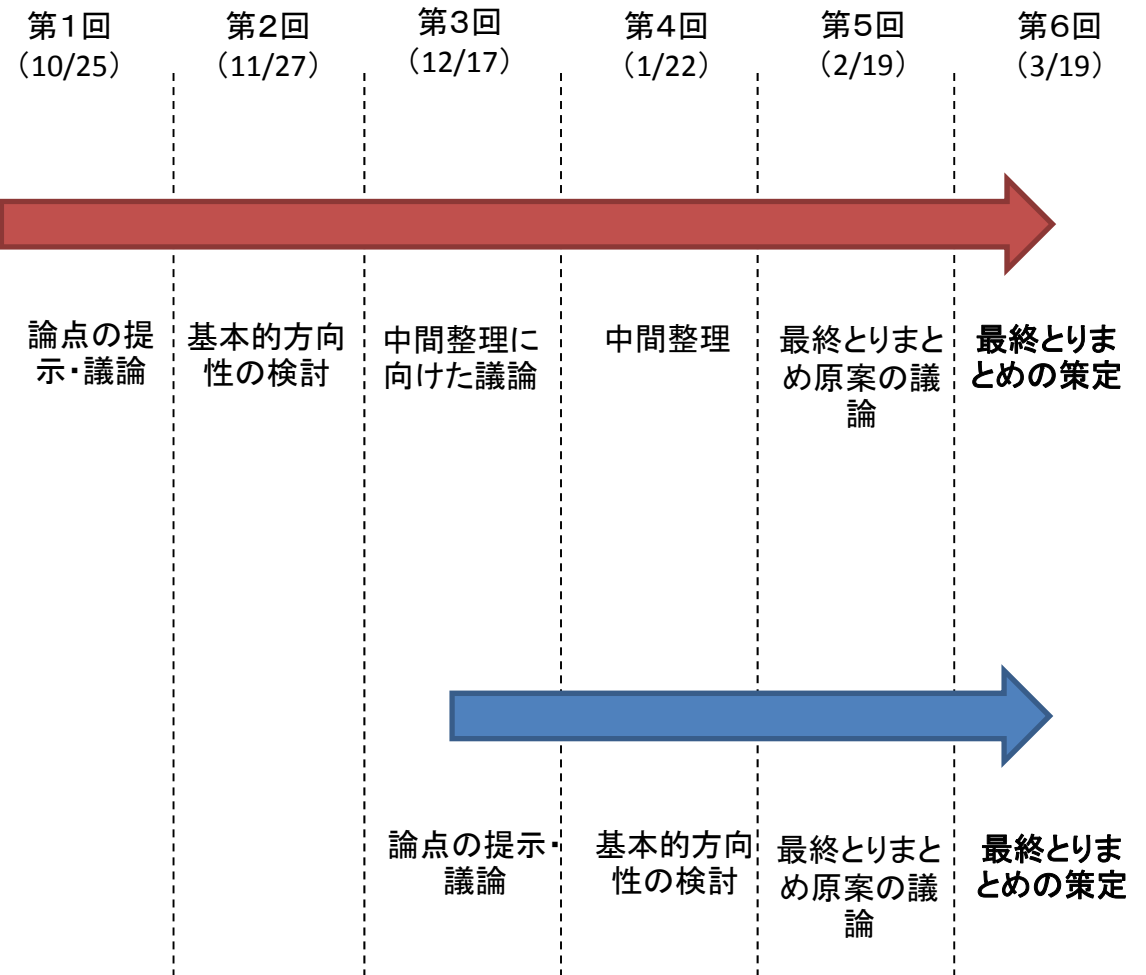 第1回
（10/25）
第2回
（11/27）
第3回
（12/17）
第4回
（1/22）
第5回
（2/19）
第6回
（3/19）
論点の提
示・議論
基本的方向
性の検討
中間整理に
向けた議論
中間整理
最終とりまと
め原案の議
論
最終とりま
とめの策定
論点の提示・
議論
基本的方向
性の検討
最終とりまと
め原案の議
論
最終とりま
とめの策定